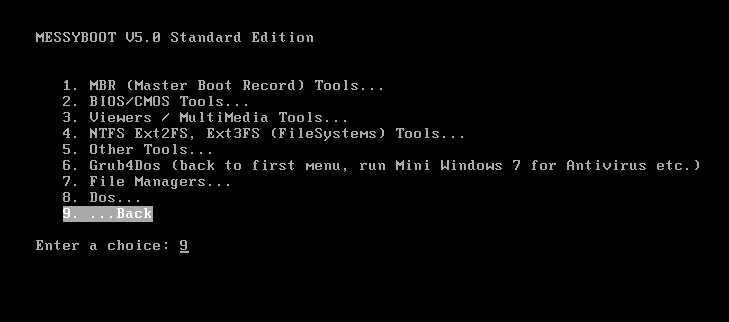 MESSYBOOT V5.0 Standard Edition
1. MBR (Master Boot Record) Tools...
2. BIOS/CMOS Tools...
3. Viewers / MultiMedia Tools...
4. NTFS Ext2FS, Ext3FS (FileSystems) Tools...
5. Other Tools...
6. Grub4Dos (back to first menu, run Mini Windows 7 for Antivirus etc.)
7. File Managers...
8. Dos...
9. ...Back
Enter a choice: 9